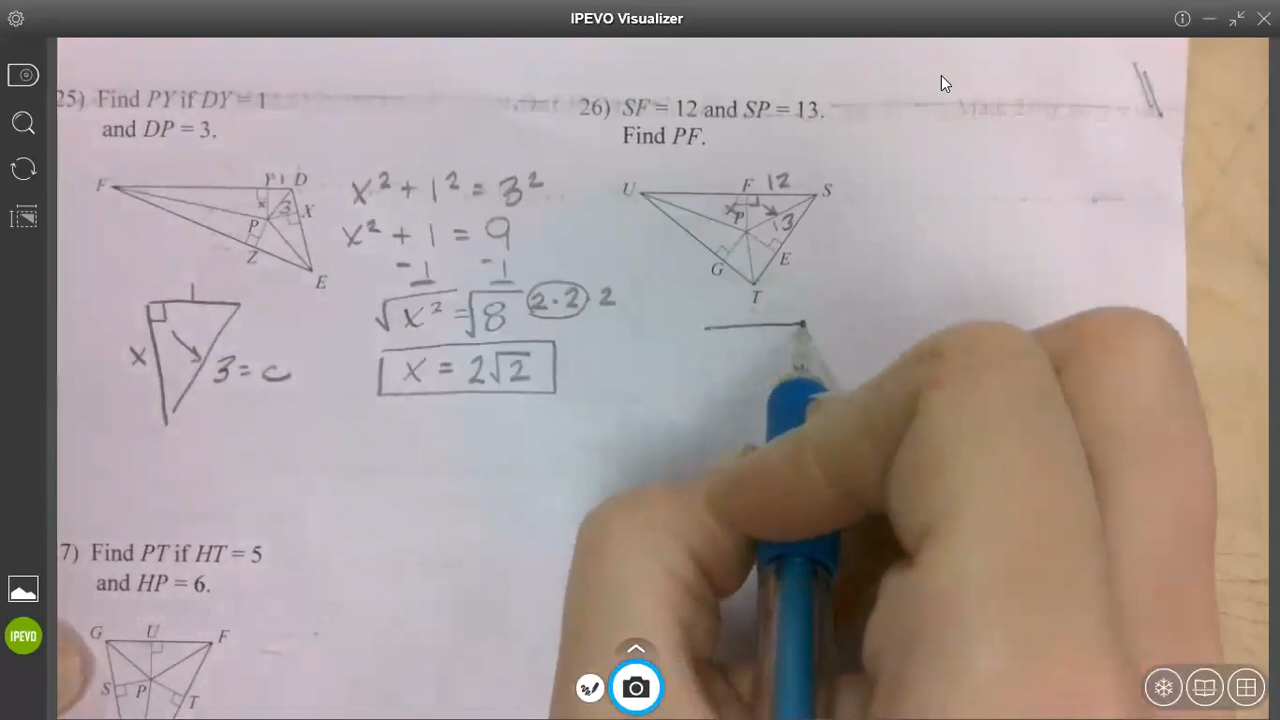 IPEVO Visualizer
25) Find PY if DY = 1
and DP = 3.
F
Y 1 D
x
3
X
P
Z
E
x² + 1² = 3²
x² + 1 = 9
-1 -1
√x² = √8 2·2 2
x = 2√2
1
x
3 = c
26) SF = 12 and SP = 13.
Find PF.
U
F 12 S
x
P
13
G
E
T
7) Find PT if HT = 5
and HP = 6.
G U F
S P T
IPEVO